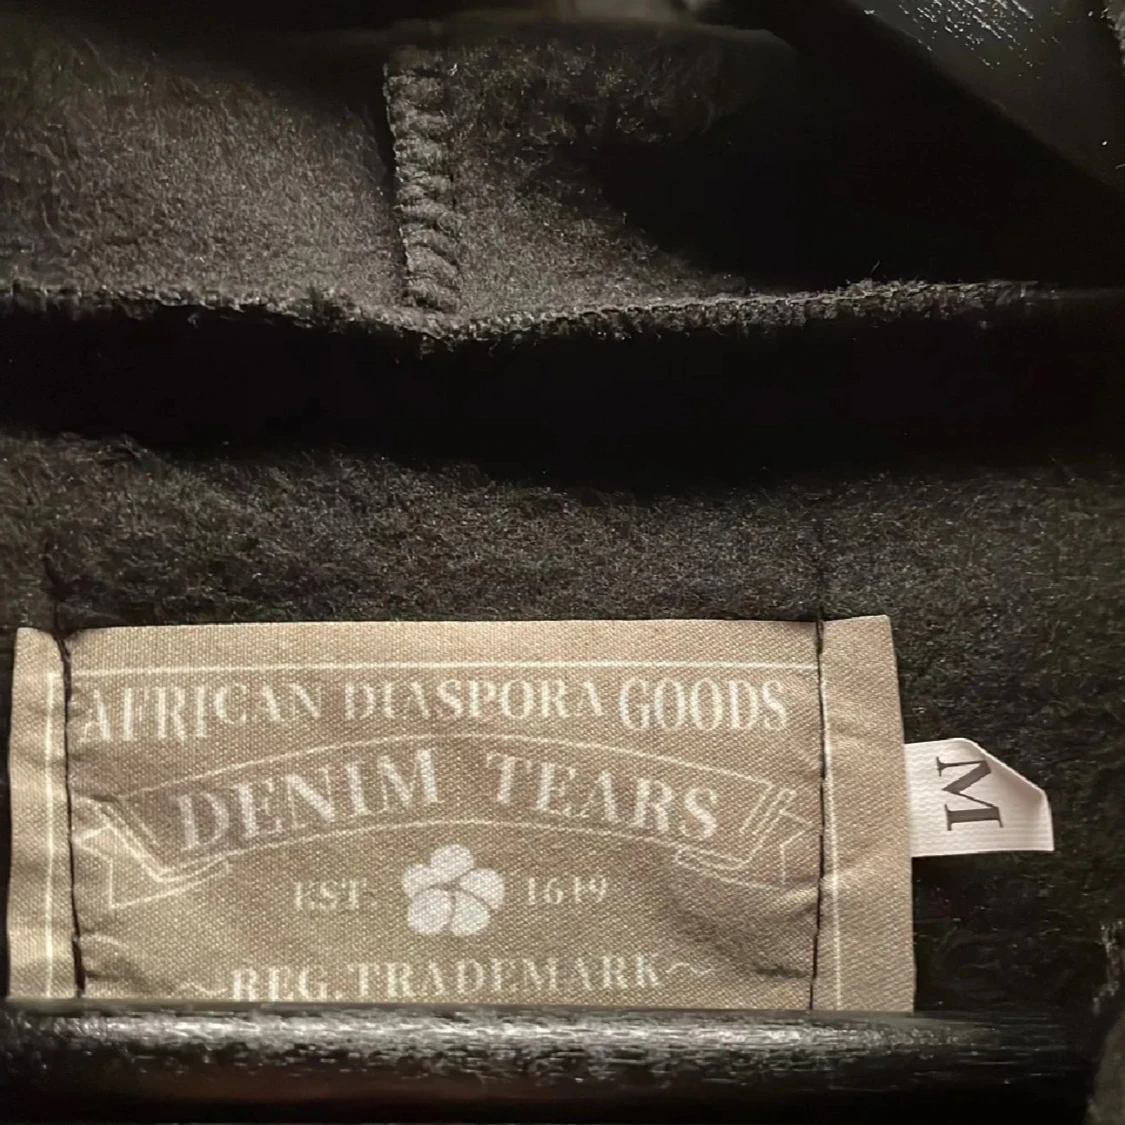 AFRICAN DIASPORA GOODS
DENIM TEARS
EST 1619
~REG. TRADEMARK~
M